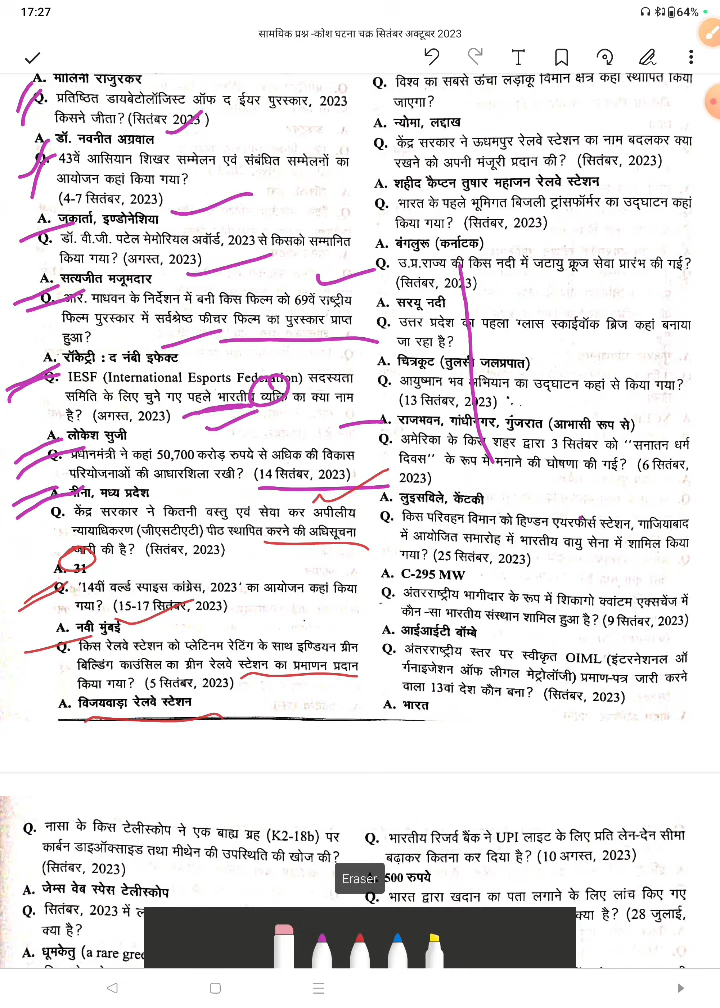 17:27
64%
सामयिक प्रश्न -कोश घटना चक्र सितंबर अक्टूबर 2023
A. मालिनी राजुरकर
Q. प्रतिष्ठित डायबेटोलॉजिस्ट ऑफ द ईयर पुरस्कार, 2023
किसने जीता? (सितंबर 2023)
A. डॉ. नवनीत अग्रवाल
Q. 43वें आसियान शिखर सम्मेलन एवं संबंधित सम्मेलनों का
आयोजन कहां किया गया?
(4-7 सितंबर, 2023)
A. जकार्ता, इण्डोनेशिया
Q. डॉ. वी.जी. पटेल मेमोरियल अवॉर्ड, 2023 से किसको सम्मानित
किया गया? (अगस्त, 2023)
A. सत्यजीत मजूमदार
Q. आर. माधवन के निर्देशन में बनी किस फिल्म को 69वें राष्ट्रीय
फिल्म पुरस्कार में सर्वश्रेष्ठ फीचर फिल्म का पुरस्कार प्राप्त
हुआ?
A. रॉकेट्री : द नंबी इफेक्ट
Q. IESF (International Esports Federation) सदस्यता
समिति के लिए चुने गए पहले भारतीय व्यक्ति का क्या नाम
है? (अगस्त, 2023)
A. लोकेश सुजी
Q. प्रधानमंत्री ने कहां 50,700 करोड़ रुपये से अधिक की विकास
परियोजनाओं की आधारशिला रखी? (14 सितंबर, 2023)
A. बीना, मध्य प्रदेश
Q. केंद्र सरकार ने कितनी वस्तु एवं सेवा कर अपीलीय
न्यायाधिकरण (जीएसटीएटी) पीठ स्थापित करने की अधिसूचना
जारी की है? (सितंबर, 2023)
A. 31
Q. '14वीं वर्ल्ड स्पाइस कांग्रेस, 2023' का आयोजन कहां किया
गया? (15-17 सितंबर, 2023)
A. नवी मुंबई
Q. किस रेलवे स्टेशन को प्लेटिनम रेटिंग के साथ इण्डियन ग्रीन
बिल्डिंग काउंसिल का ग्रीन रेलवे स्टेशन का प्रमाणन प्रदान
किया गया? (5 सितंबर, 2023)
A. विजयवाड़ा रेलवे स्टेशन
Q. विश्व का सबसे ऊंचा लड़ाकू विमान क्षेत्र कहां स्थापित किया
जाएगा?
A. न्योमा, लद्दाख
Q. केंद्र सरकार ने ऊधमपुर रेलवे स्टेशन का नाम बदलकर क्या
रखने को अपनी मंजूरी प्रदान की? (सितंबर, 2023)
A. शहीद कैप्टन तुषार महाजन रेलवे स्टेशन
Q. भारत के पहले भूमिगत बिजली ट्रांसफॉर्मर का उद्घाटन कहां
किया गया? (सितंबर, 2023)
A. बंगलुरू (कर्नाटक)
Q. उ.प्र.राज्य की किस नदी में जटायु क्रूज सेवा प्रारंभ की गई?
(सितंबर, 2023)
A. सरयू नदी
Q. उत्तर प्रदेश का पहला ग्लास स्काईवॉक ब्रिज कहां बनाया
जा रहा है?
A. चित्रकूट (तुलसी जलप्रपात)
Q. आयुष्मान भव अभियान का उद्घाटन कहां से किया गया?
(13 सितंबर, 2023)
A. राजभवन, गांधीनगर, गुजरात (आभासी रूप से)
Q. अमेरिका के किस शहर द्वारा 3 सितंबर को "सनातन धर्म
दिवस" के रूप में मनाने की घोषणा की गई? (6 सितंबर,
2023)
A. लुइसविले, केंटकी
Q. किस परिवहन विमान को हिण्डन एयरफोर्स स्टेशन, गाजियाबाद
में आयोजित समारोह में भारतीय वायु सेना में शामिल किया
गया? (25 सितंबर, 2023)
A. C-295 MW
Q. अंतरराष्ट्रीय भागीदार के रूप में शिकागो क्वांटम एक्सचेंज में
कौन -सा भारतीय संस्थान शामिल हुआ है? (9 सितंबर, 2023)
A. आईआईटी बॉम्बे
Q. अंतरराष्ट्रीय स्तर पर स्वीकृत OIML (इंटरनेशनल ऑ
र्गनाइजेशन ऑफ लीगल मेट्रोलॉजी) प्रमाण-पत्र जारी करने
वाला 13वां देश कौन बना? (सितंबर, 2023)
A. भारत
Q. नासा के किस टेलीस्कोप ने एक बाह्य ग्रह (K2-18b) पर
कार्बन डाइऑक्साइड तथा मीथेन की उपस्थिति की खोज की?
(सितंबर, 2023)
A. जेम्स वेब स्पेस टेलीस्कोप
Q. सितंबर, 2023 में
क्या है?
A. धूमकेतु (a rare gree
Q. भारतीय रिजर्व बैंक ने UPI लाइट के लिए प्रति लेन-देन सीमा
बढ़ाकर कितना कर दिया है? (10 अगस्त, 2023)
500 रुपये
Q. भारत द्वारा खदान का पता लगाने के लिए लांच किए गए
क्या है? (28 जुलाई,
Eraser